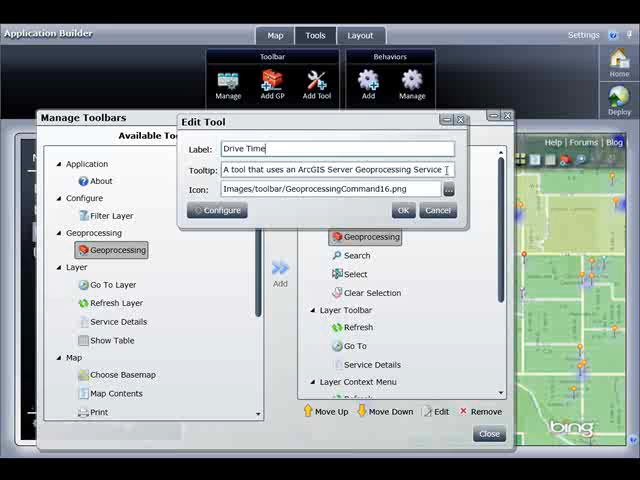 Application Builder
Map
Tools
Layout
Settings
Toolbar
Behaviors
Manage
Add GP
Add Tool
Add
Manage
Home
Deploy
Manage Toolbars
Edit Tool
Available Too
Label:
Drive Time
Tooltip:
A tool that uses an ArcGIS Server Geoprocessing Service
Icon:
Images/toolbar/GeoprocessingCommand16.png
...
Configure
OK
Cancel
Help | Forums | Blog
Application
About
Configure
Filter Layer
Geoprocessing
Geoprocessing
Layer
Go To Layer
Refresh Layer
Service Details
Show Table
Map
Choose Basemap
Map Contents
Print
Add
Geoprocessing
Search
Select
Clear Selection
Layer Toolbar
Refresh
Go To
Service Details
Layer Context Menu
Move Up
Move Down
Edit
Remove
Close
bing